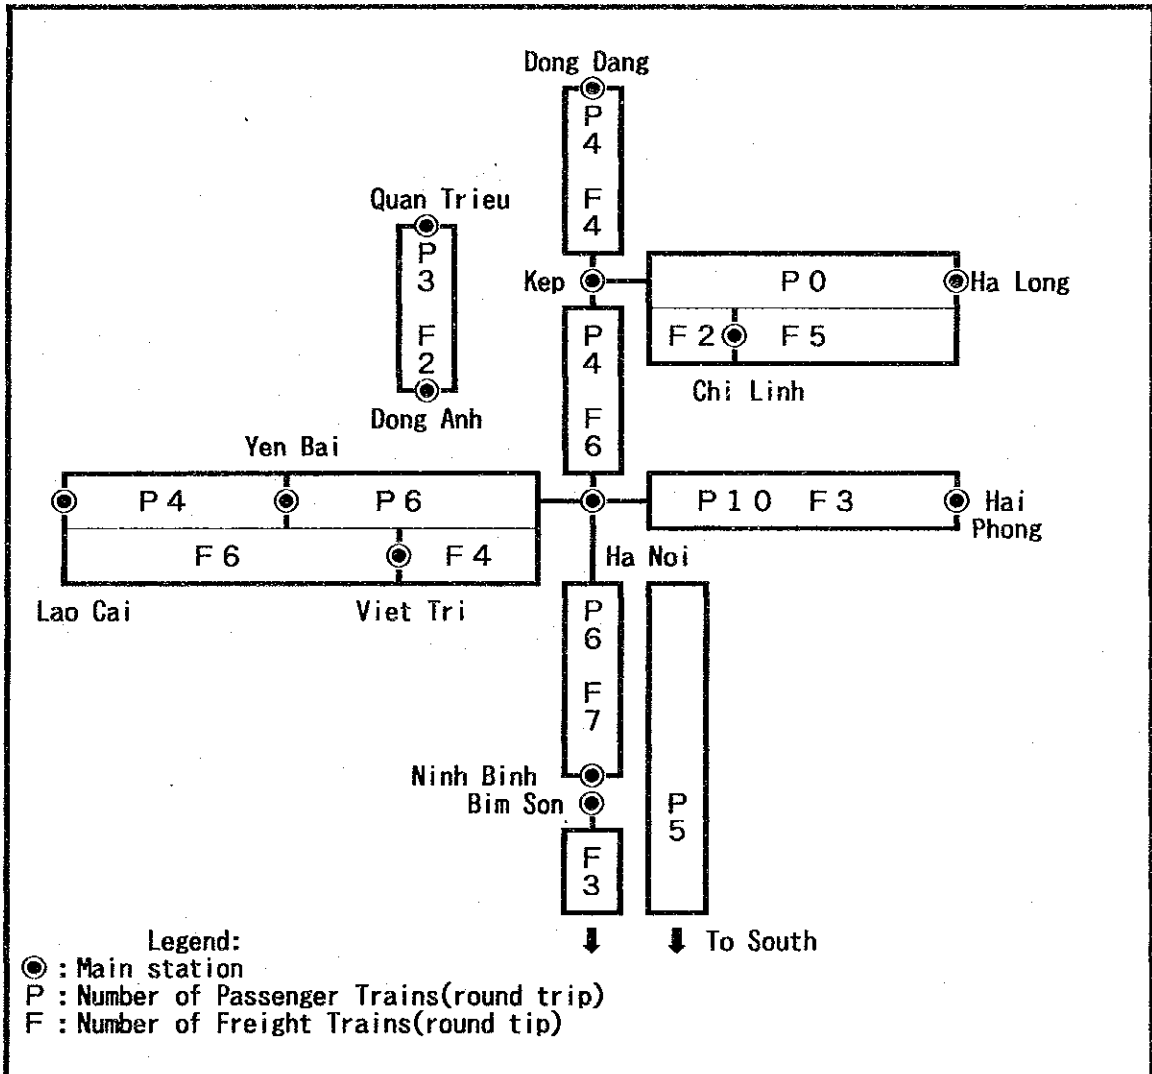 Dong Dang
P
4
F
4
Quan Trieu
P
3
F
2
Dong Anh
Kep
P 0
Ha Long
F 2
F 5
Chi Linh
P
4
F
6
Yen Bai
P 4
P 6
P 1 0 F 3
Hai
Phong
F 6
F 4
Ha Noi
Lao Cai
Viet Tri
P
6
F
7
Ninh Binh
Bim Son
P
5
F
3
To South
Legend:
: Main station
P : Number of Passenger Trains(round trip)
F : Number of Freight Trains(round tip)